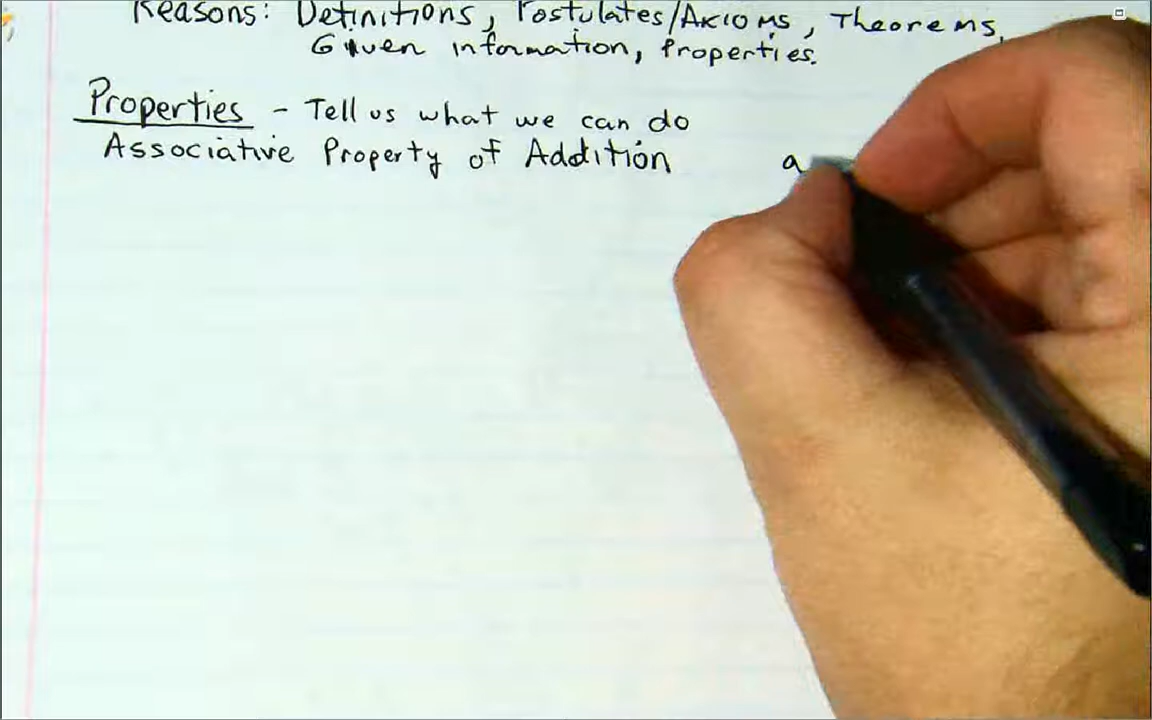 Reasons: Definitions, Postulates/Axioms, Theorems,
Given information, Properties.
Properties - Tell us what we can do
Associative Property of Addition a